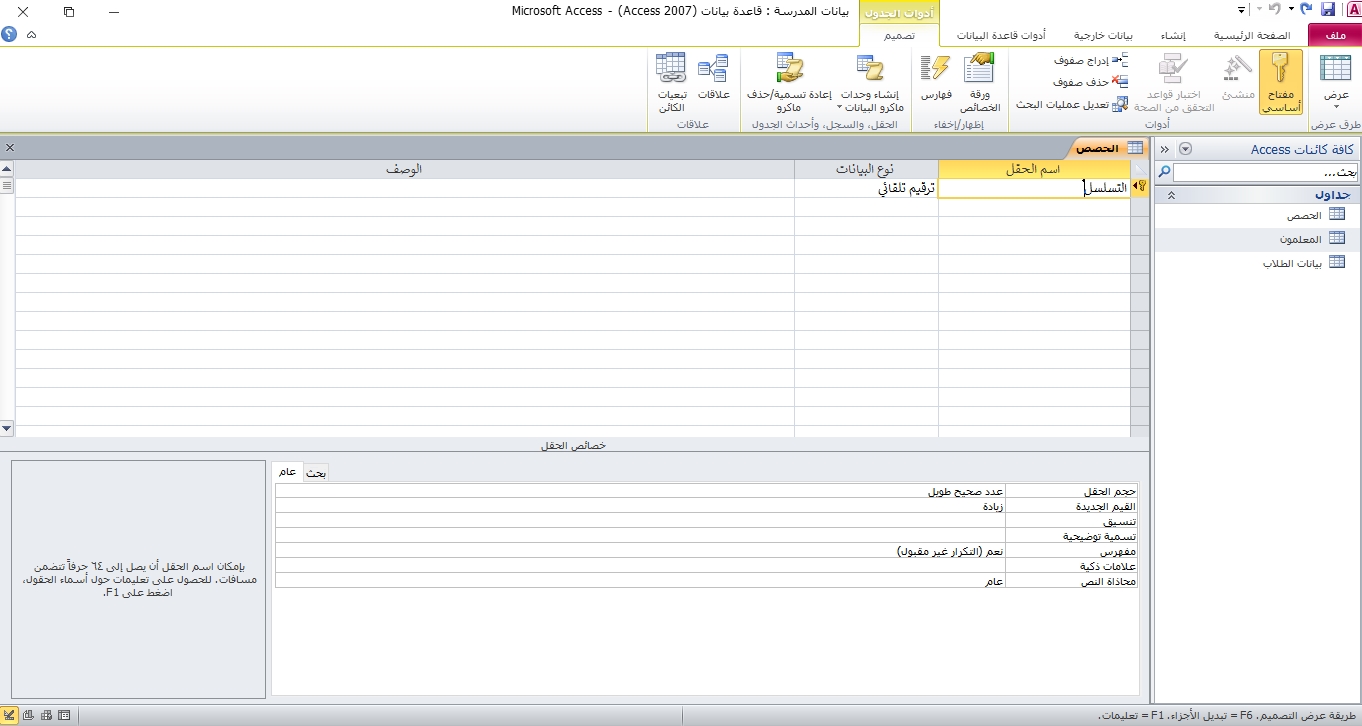 بيانات المدرسة : قاعدة بيانات (Access 2007) - Microsoft Access
أدوات الجدول
ملف
الصفحة الرئيسية
إنشاء
بيانات خارجية
أدوات قاعدة البيانات
تصميم
عرض
مفتاح أساسي
منشئ
اختبار قواعد التحقق من الصحة
إدراج صفوف
حذف صفوف
تعديل عمليات البحث
ورقة الخصائص
فهارس
إنشاء وحدات ماكرو البيانات
إعادة تسمية/حذف ماكرو
علاقات
تبعيات الكائن
طرق عرض
أدوات
إظهار/إخفاء
الحقل، والسجل، وأحداث الجدول
علاقات
كافة كائنات Access
بحث...
جداول
الحصص
المعلمون
بيانات الطلاب
الحصص
اسم الحقل
نوع البيانات
الوصف
التسلسل
ترقيم تلقائي
خصائص الحقل
عام
بحث
حجم الحقل
عدد صحيح طويل
القيم الجديدة
زيادة
تنسيق
تسمية توضيحية
مفهرس
نعم (التكرار غير مقبول)
علامات ذكية
محاذاة النص
عام
بإمكان اسم الحقل أن يصل إلى ٦٤ حرفاً تتضمن
مسافات. للحصول على تعليمات حول أسماء الحقول،
اضغط على F1.
طريقة عرض التصميم. F6 = تبديل الأجزاء. F1 = تعليمات.